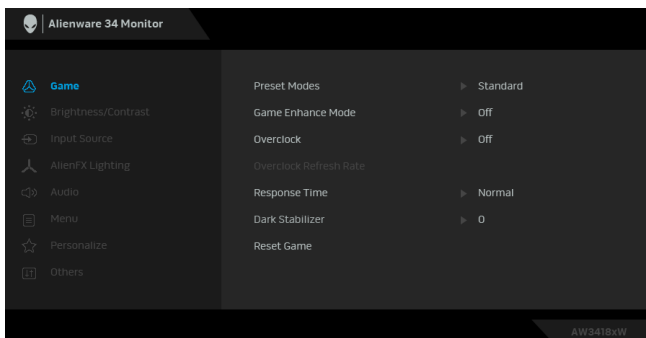 Alienware 34 Monitor
Game
Preset Modes Standard
Brightness/Contrast
Game Enhance Mode Off
Input Source
Overclock Off
AlienFX Lighting
Overclock Refresh Rate
Audio
Response Time Normal
Menu
Dark Stabilizer 0
Personalize
Reset Game
Others
AW3418xW